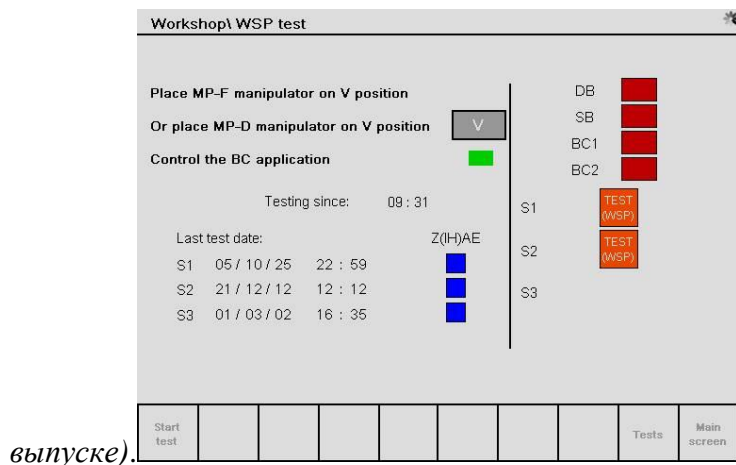 Workshop\ WSP test
Place MP-F manipulator on V position
Or place MP-D manipulator on V position
V
Control the BC application
Testing since: 09 : 31
Last test date: Z(IH)AE
S1 05 / 10 / 25 22 : 59
S2 21 / 12 / 12 12 : 12
S3 01 / 03 / 02 16 : 35
DB
SB
BC1
BC2
S1 TEST (WSP)
S2 TEST (WSP)
S3
Start test
Tests
Main screen
выпуске).